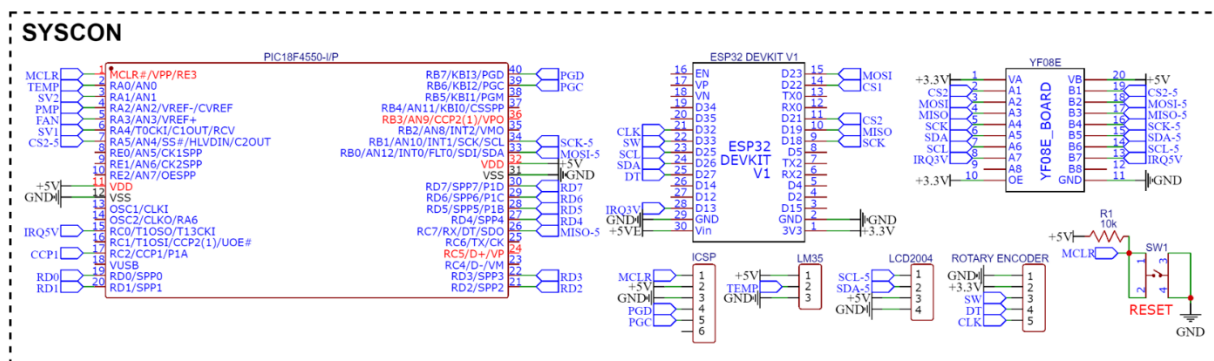 SYSCON
PIC18F4550-I/P
MCLR 1 MCLR#/VPP/RE3 RB7/KBI3/PGD 40 PGD
TEMP 2 RA0/AN0 RB6/KBI2/PGC 39 PGC
SV2 3 RA1/AN1 RB5/KBI1/PGM 38
PMP 4 RA2/AN2/VREF-/CVREF RB4/AN11/KBI0/CSSPP 37
FAN 5 RA3/AN3/VREF+ RB3/AN9/CCP2(1)/VPO 36
SV1 6 RA4/T0CKI/C1OUT/RCV RB2/AN8/INT2/VMO 35
CS2-5 7 RA5/AN4/SS#/HLVDIN/C2OUT RB1/AN10/INT1/SCK/SCL 34 SCK-5
8 RE0/AN5/CK1SPP RB0/AN12/INT0/FLT0/SDI/SDA 33 MOSI-5
9 RE1/AN6/CK2SPP VDD 32 +5V
10 RE2/AN7/OESPP VSS 31 GND
+5V 11 VDD RD7/SPP7/P1D 30 RD7
GND 12 VSS RD6/SPP6/P1C 29 RD6
13 OSC1/CLKI RD5/SPP5/P1B 28 RD5
14 OSC2/CLKO/RA6 RD4/SPP4 27 RD4
IRQ5V 15 RC0/T1OSO/T13CKI RC7/RX/DT/SDO 26 MISO-5
16 RC1/T1OSI/CCP2(1)/UOE# RC6/TX/CK 25
CCP1 17 RC2/CCP1/P1A RC5/D+/VP 24
18 VUSB RC4/D-/VM 23
RD0 19 RD0/SPP0 RD3/SPP3 22 RD3
RD1 20 RD1/SPP1 RD2/SPP2 21 RD2
ESP32 DEVKIT V1
16 EN D23 15 MOSI
17 VP D22 14 CS1
18 VN TX0 13
19 D34 RX0 12
20 D35 D21 11 CS2
CLK 21 D32 D19 10 MISO
SW 22 D33 D18 9 SCK
SCL 23 D25 D5 8
SDA 24 D26 TX2 7
DT 25 D27 RX2 6
26 D14 D4 5
27 D12 D2 4
IRQ3V 28 D13 D15 3
GND 29 GND GND 2 GND
+5VE 30 Vin 3V3 1 +3.3V
ESP32
DEVKIT
V1
YF08E
+3.3V 1 VA VB 20 +5V
CS2 2 A1 B1 19 CS2-5
MOSI 3 A2 B2 18 MOSI-5
MISO 4 A3 B3 17 MISO-5
SCK 5 A4 B4 16 SCK-5
SDA 6 A5 B5 15 SDA-5
SCL 7 A6 B6 14 SCL-5
IRQ3V 8 A7 B7 13 IRQ5V
9 A8 B8 12
+3.3V 10 OE GND 11 GND
YF08E_BOARD
ICSP
MCLR 1
+5V 2
GND 3
PGD 4
PGC 5
6
LM35
+5V 1
TEMP 2
GND 3
LCD2004
SCL-5 1
SDA-5 2
+5V 3
GND 4
ROTARY ENCODER
GND 1
+3.3V 2
SW 3
DT 4
CLK 5
R1
10k
+5V
MCLR
SW1
1 3
2 4
RESET
GND